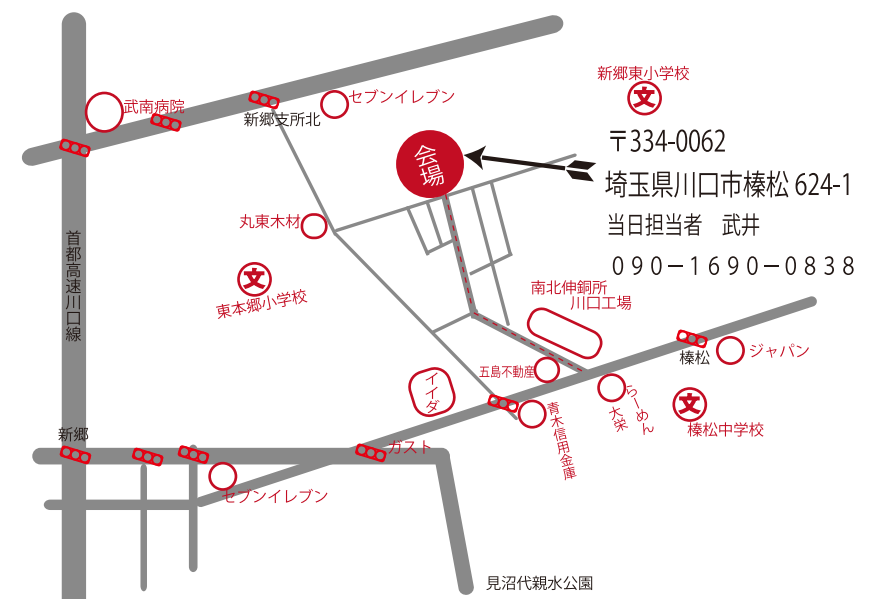 新郷東小学校
文
武南病院
セブンイレブン
新郷支所北
〒334-0062
埼玉県川口市榛松 624-1
当日担当者　武井
090−1690−0838
会場
丸東木材
首都高速川口線
文
東本郷小学校
南北伸銅所
川口工場
榛松
ジャパン
五島不動産
イイダ
大栄
らーめん
文
榛松中学校
青木信用金庫
新郷
ガスト
セブンイレブン
見沼代親水公園